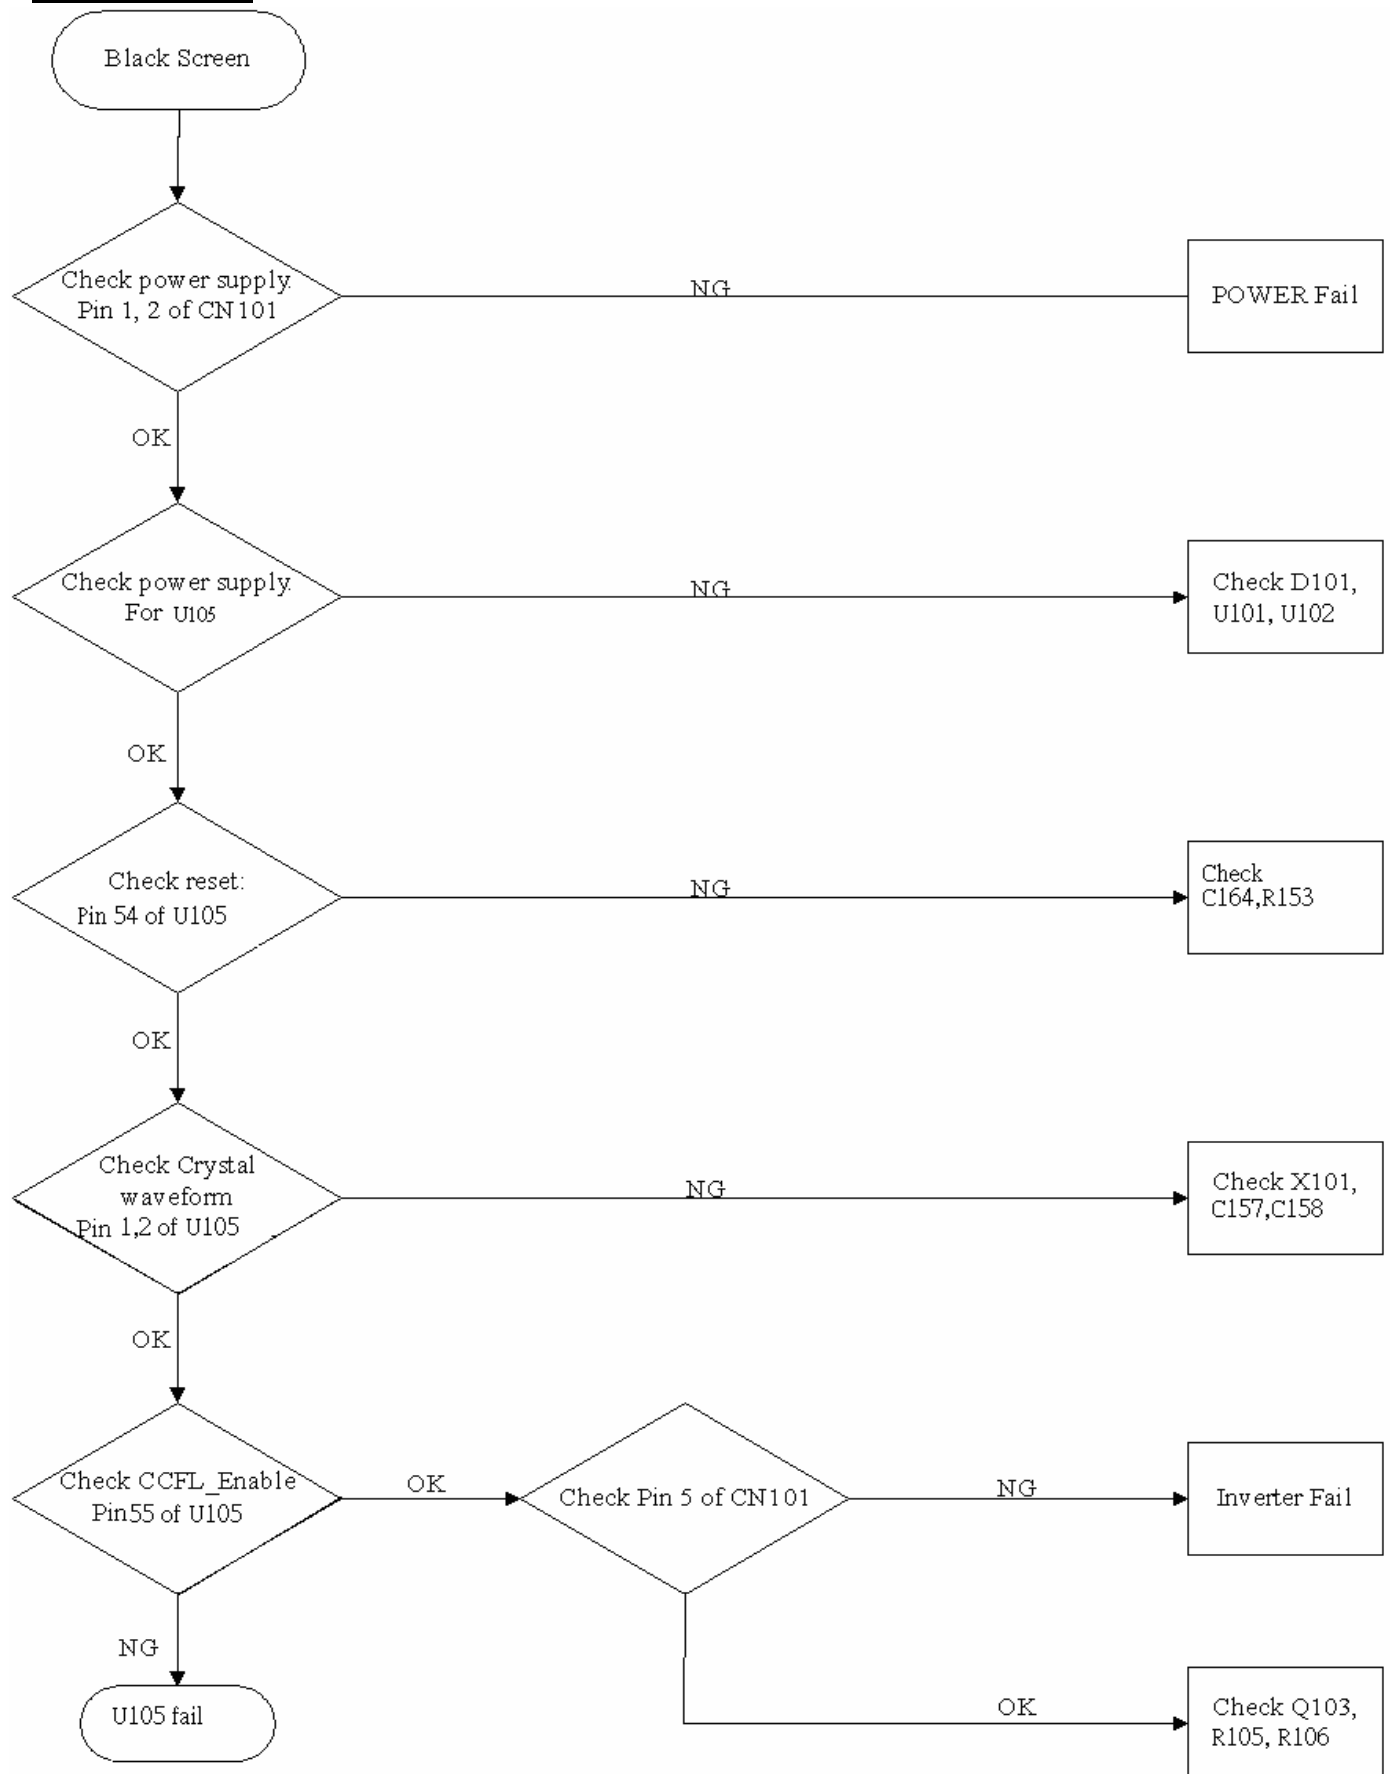 Black Screen
Check power supply.
Pin 1, 2 of CN101
NG
POWER Fail
OK
Check power supply.
For U105
NG
Check D101,
U101, U102
OK
Check reset:
Pin 54 of U105
NG
Check
C164,R153
OK
Check Crystal
waveform
Pin 1,2 of U105
NG
Check X101,
C157,C158
OK
Check CCFL_Enable
Pin55 of U105
OK
Check Pin 5 of CN101
NG
Inverter Fail
NG
U105 fail
OK
Check Q103,
R105, R106